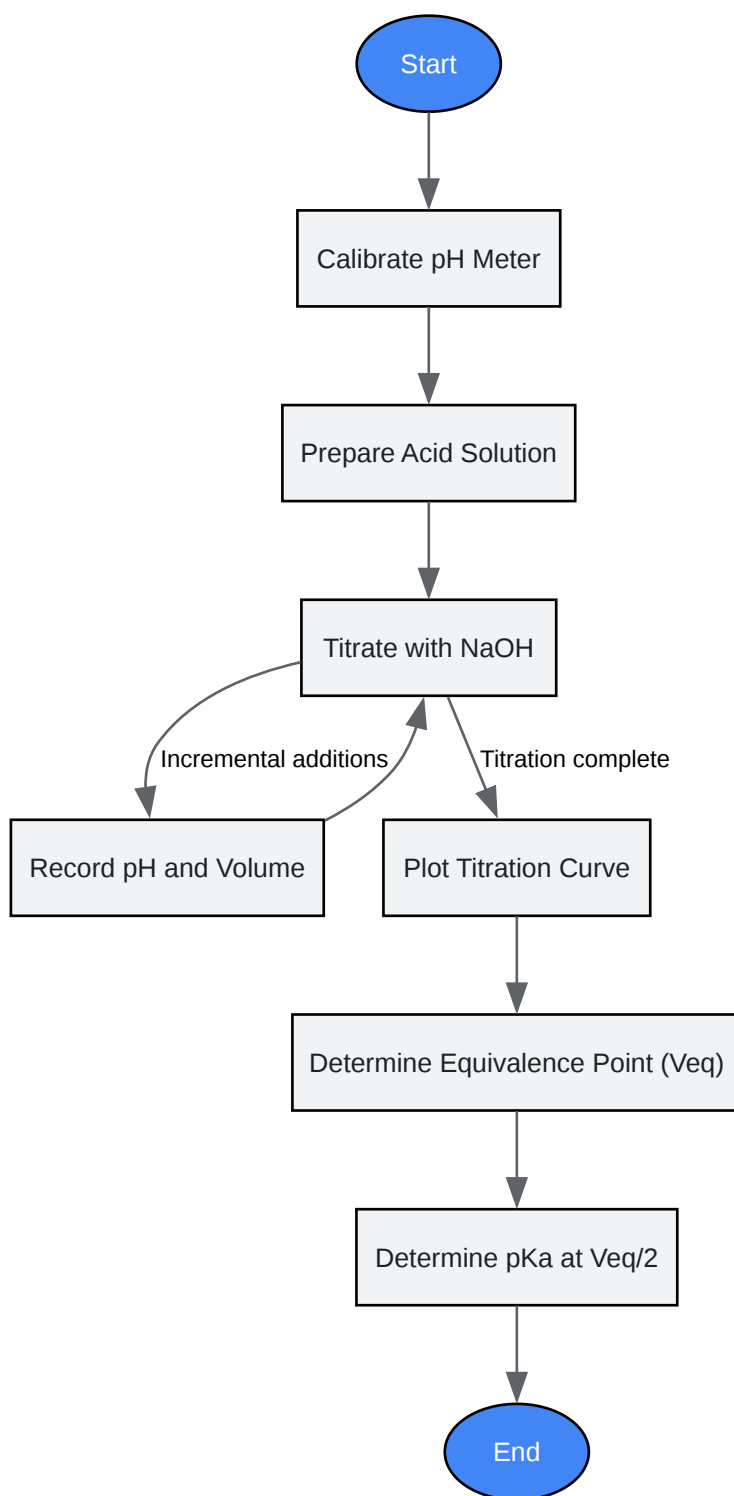 Start
Calibrate pH Meter
Prepare Acid Solution
Titrate with NaOH
Incremental additions
Titration complete
Record pH and Volume
Plot Titration Curve
Determine Equivalence Point (Veq)
Determine pKa at Veq/2
End